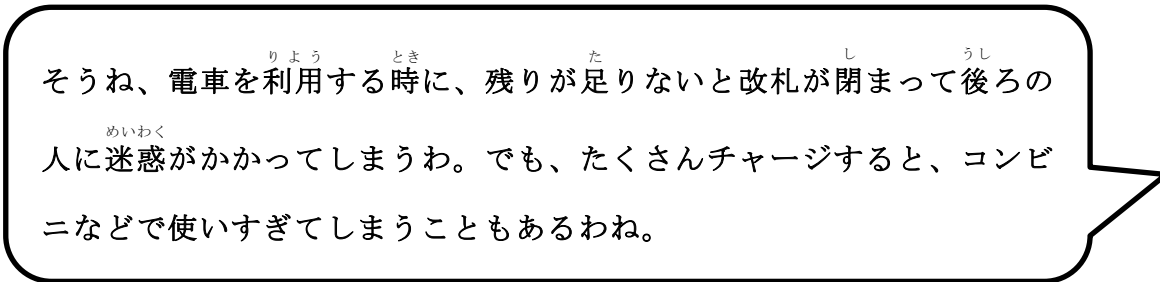 そうね、電車を利用する時に、残りが足りないと改札が閉まって後ろの
人に迷惑がかかってしまうわ。でも、たくさんチャージすると、コンビ
ニなどで使いすぎてしまうこともあるわね。